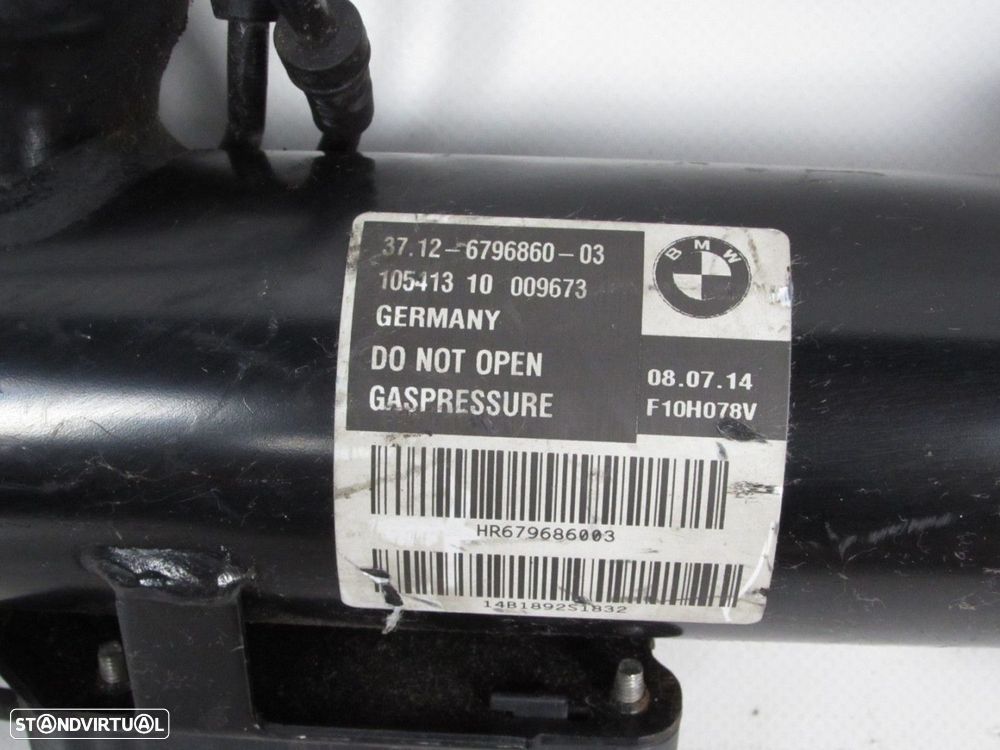 37.12-6796860-03
105413 10 009673
GERMANY
DO NOT OPEN
GASPRESSURE
BMW
08.07.14
F10H078V
HR679686003
14B1892S1832
STANDVIRTUAL